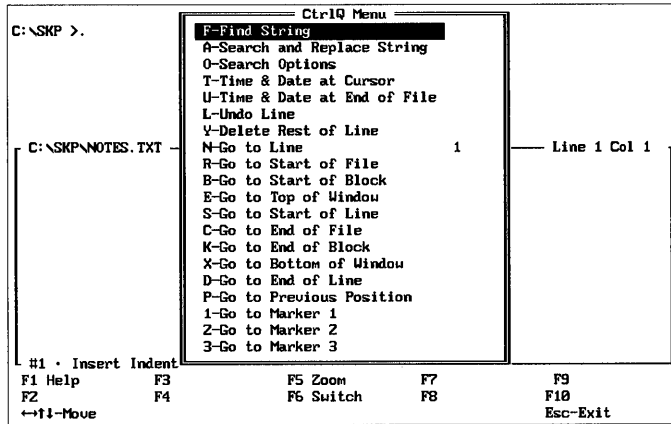 CtrlQ Menu
C:\SKP >.
F-Find String
A-Search and Replace String
O-Search Options
T-Time & Date at Cursor
U-Time & Date at End of File
L-Undo Line
Y-Delete Rest of Line
C:\SKP\NOTES.TXT
N-Go to Line 1
Line 1 Col 1
R-Go to Start of File
B-Go to Start of Block
E-Go to Top of Window
S-Go to Start of Line
C-Go to End of File
K-Go to End of Block
X-Go to Bottom of Window
D-Go to End of Line
P-Go to Previous Position
1-Go to Marker 1
2-Go to Marker 2
3-Go to Marker 3
#1 · Insert Indent
F1 Help F3 F5 Zoom F7 F9
F2 F4 F6 Switch F8 F10
↔↑↓-Move Esc-Exit